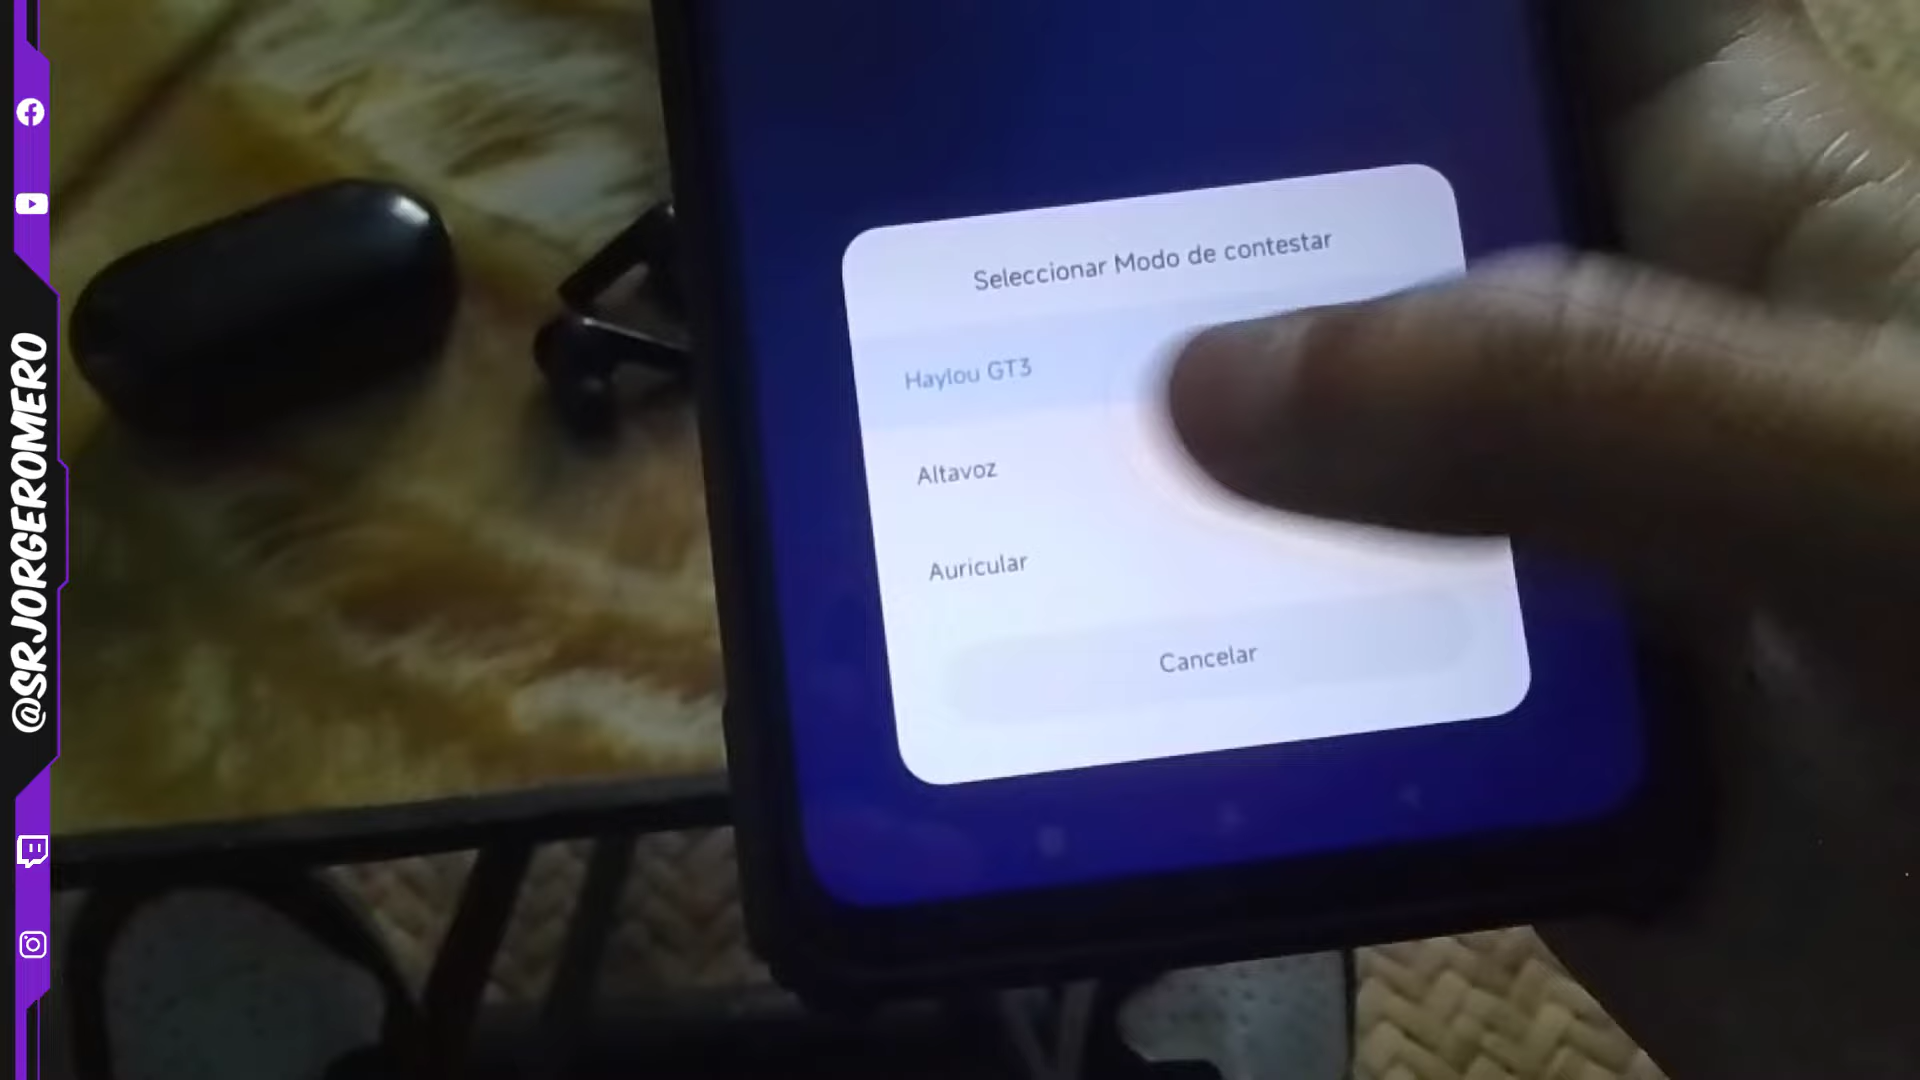 @SRJORGEROMERO
Seleccionar Modo de contestar
Haylou GT3
Altavoz
Auricular
Cancelar